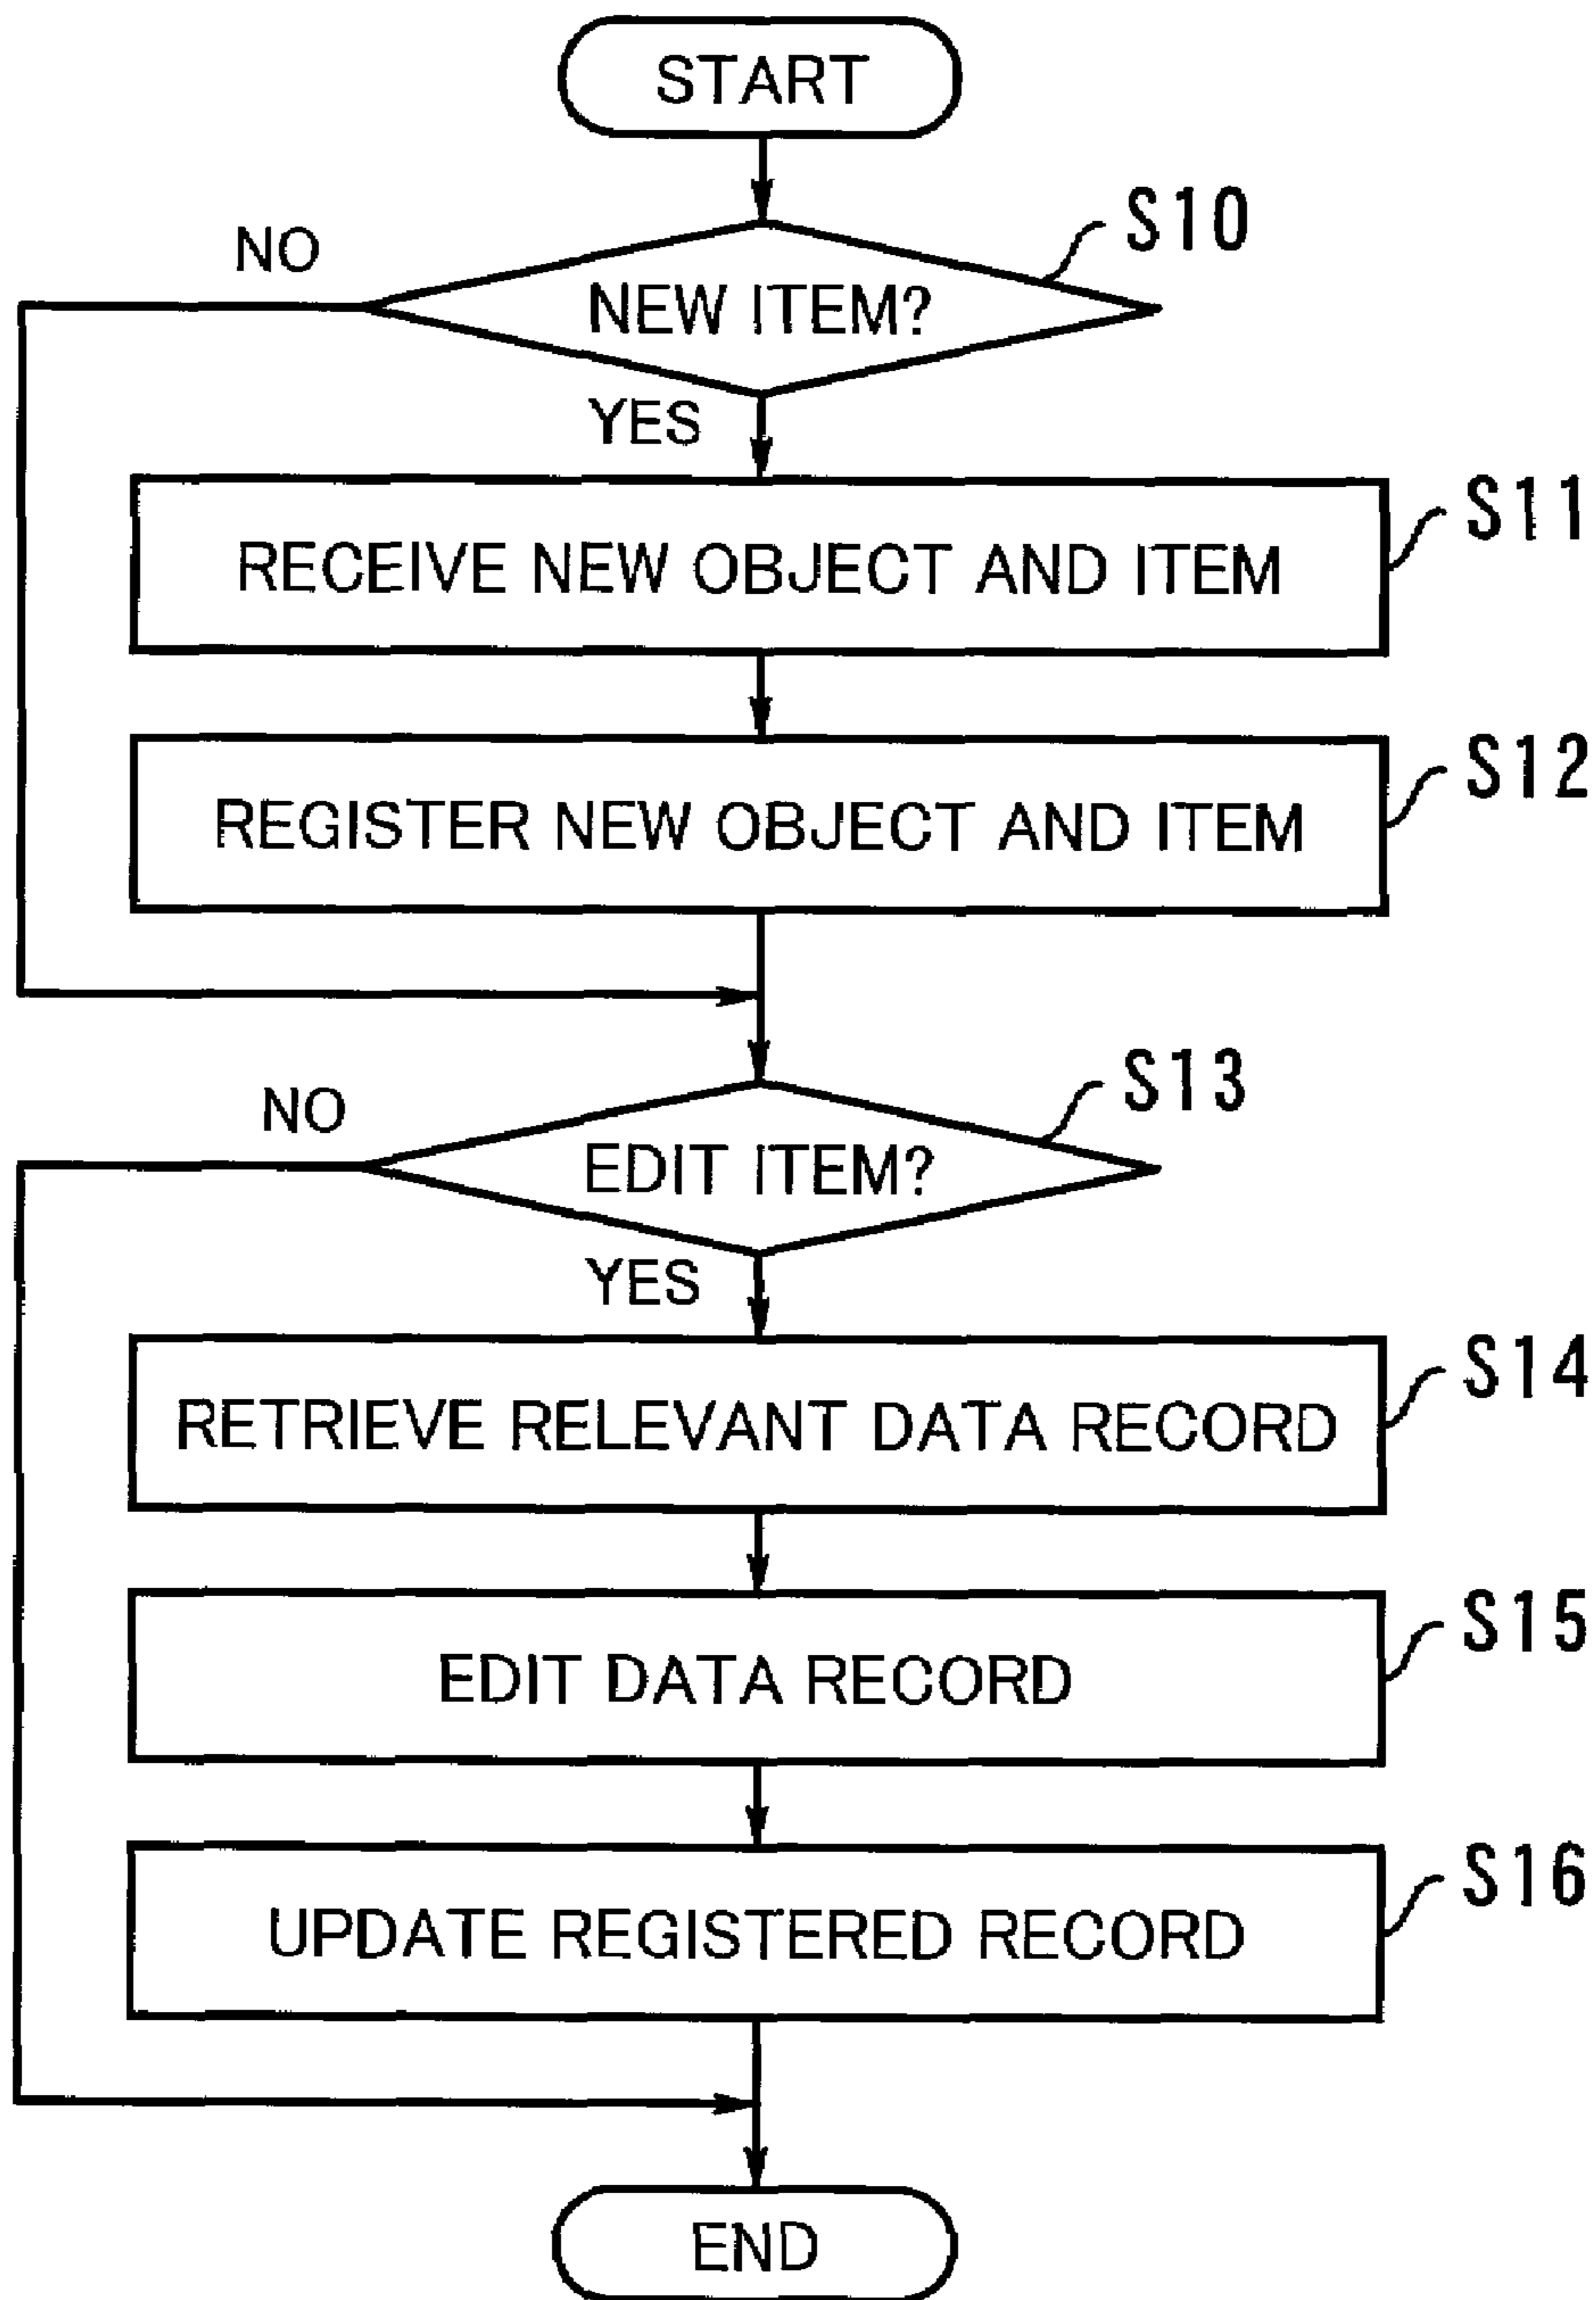 START
S10
NO
NEW ITEM?
YES
S11
RECEIVE NEW OBJECT AND ITEM
S12
REGISTER NEW OBJECT AND ITEM
S13
NO
EDIT ITEM?
YES
S14
RETRIEVE RELEVANT DATA RECORD
S15
EDIT DATA RECORD
S16
UPDATE REGISTERED RECORD
END